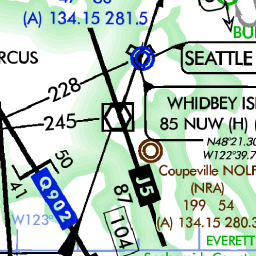 (A) 134.15 281.5
BU
RCUS
SEATTLE
228
WHIDBEY ISL
85 NUW (H) (
245
N48°21.30
W122°39.7
50
Coupeville NOLF
(NRA)
J5
41
Q902
87
199 54
W123°
104
(A) 134.15 280.3
EVERETT